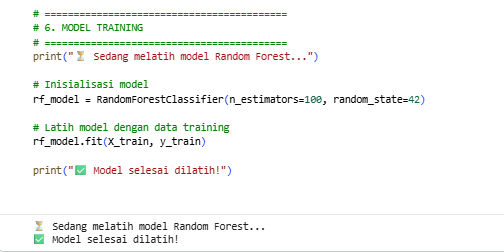 # ==========================================
# 6. MODEL TRAINING
# ==========================================
print("⏳ Sedang melatih model Random Forest...")
# Inisialisasi model
rf_model = RandomForestClassifier(n_estimators=100, random_state=42)
# Latih model dengan data training
rf_model.fit(X_train, y_train)
print("✅ Model selesai dilatih!")
⏳ Sedang melatih model Random Forest...
✅ Model selesai dilatih!